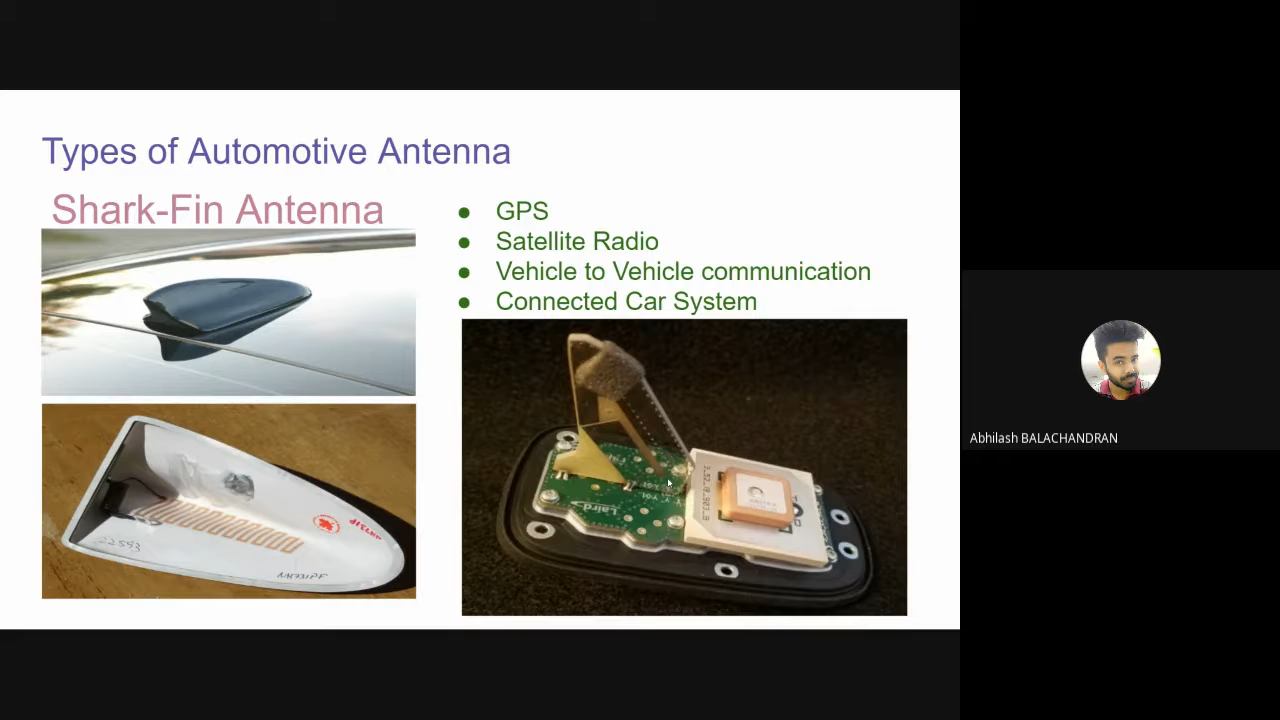 Types of Automotive Antenna
Shark-Fin Antenna
● GPS
● Satellite Radio
● Vehicle to Vehicle communication
● Connected Car System
22593
Laird
Abhilash BALACHANDRAN